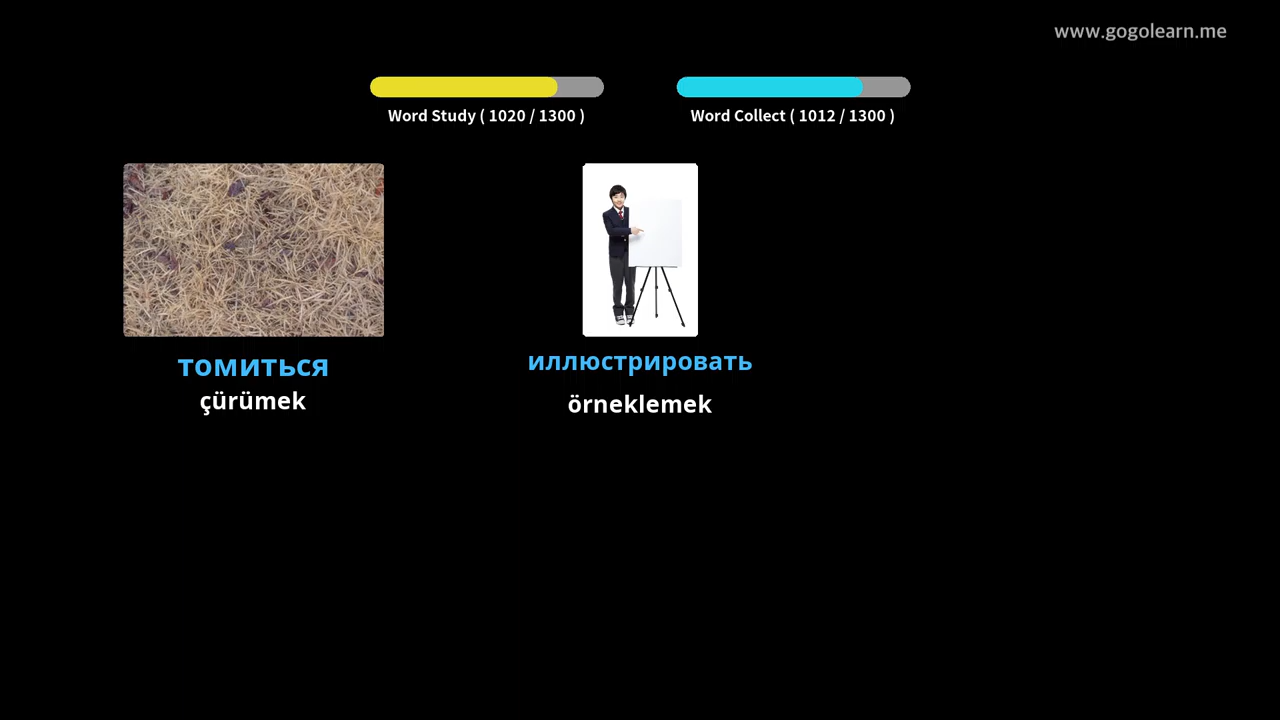 www.gogolearn.me
Word Study ( 1020 / 1300 )
Word Collect ( 1012 / 1300 )
томиться
çürümek
иллюстрировать
örneklemek